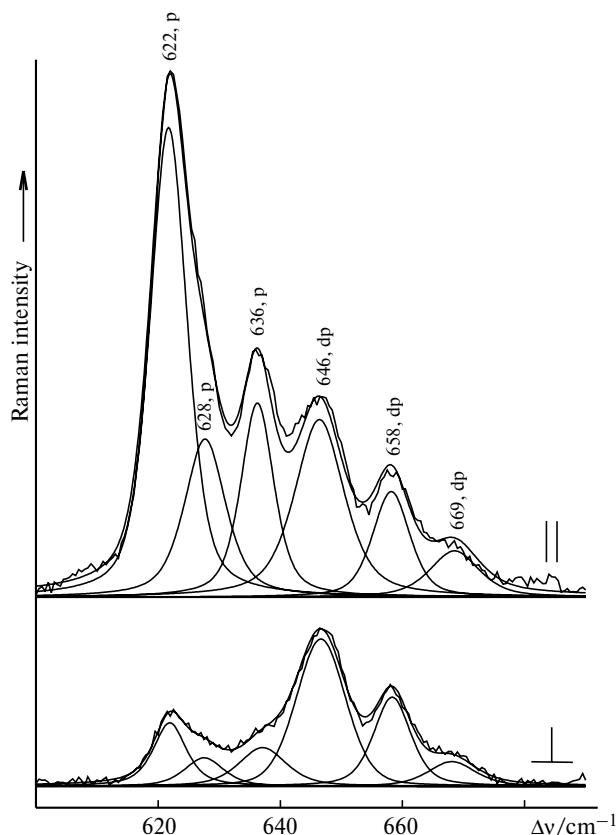 622, p
628, p
636, p
646, dp
658, dp
669, dp
Raman intensity
||
⊥
620
640
660
Δν/cm−1